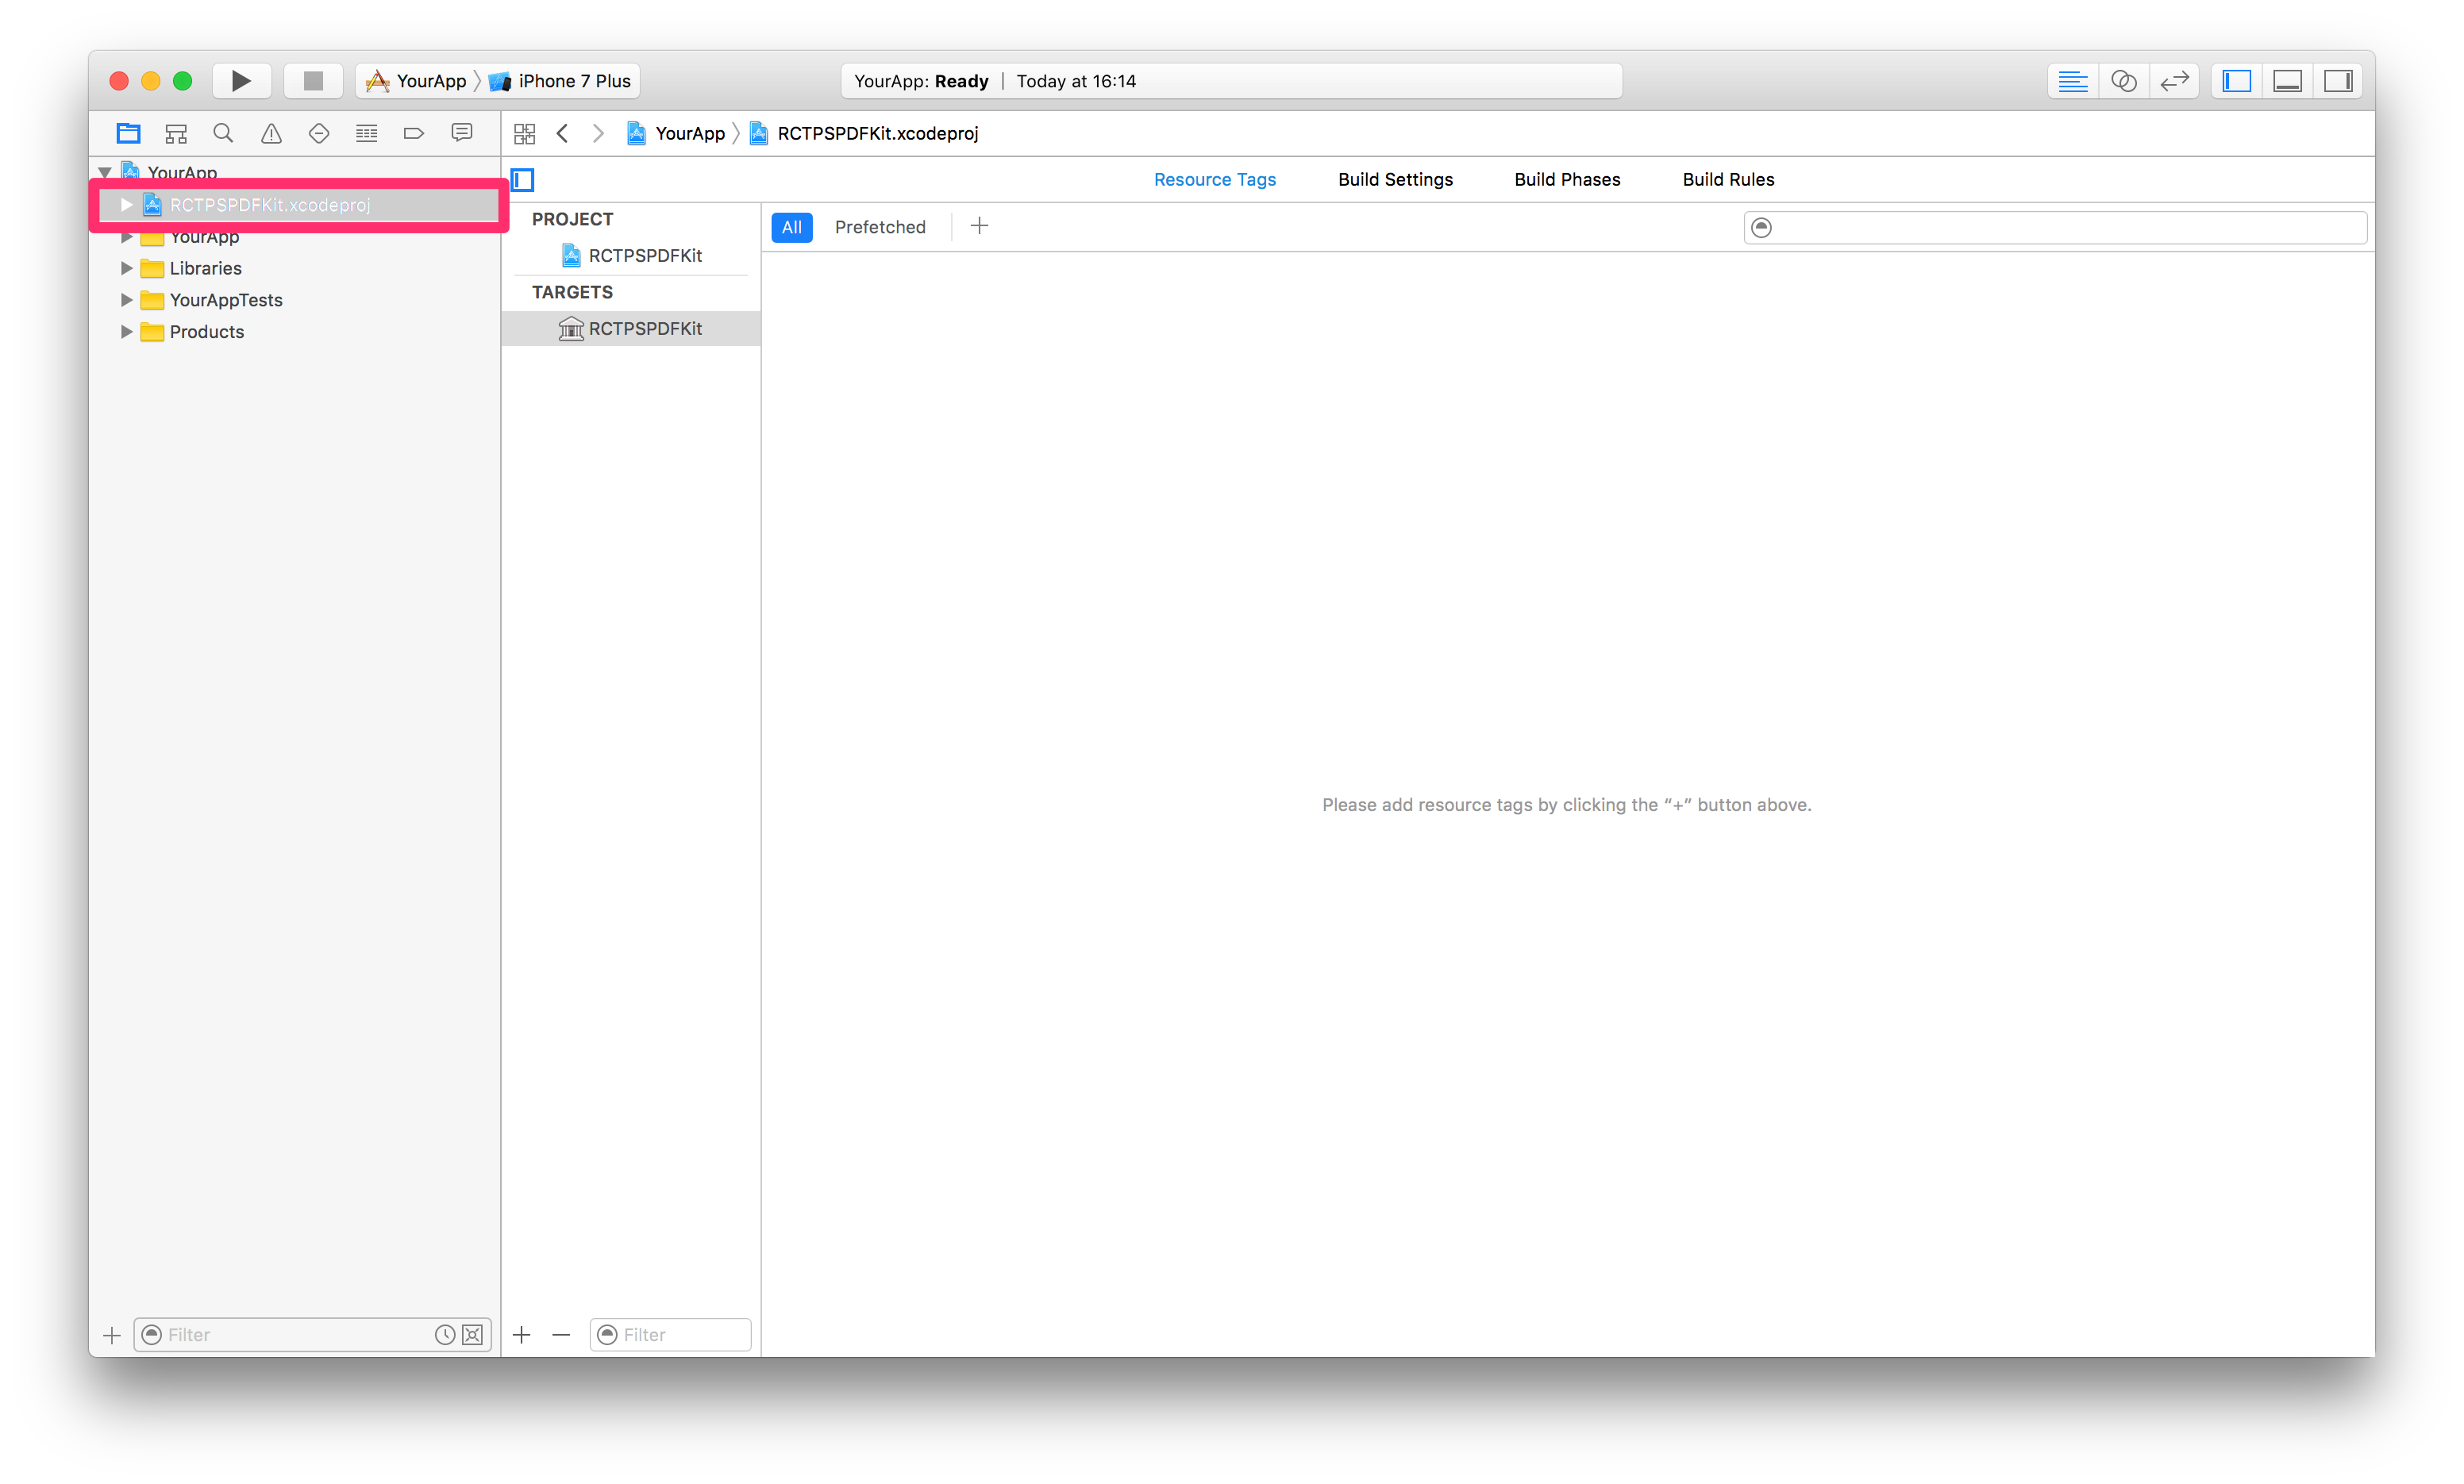 YourApp iPhone 7 Plus YourApp: Ready | Today at 16:14
YourApp RCTPSPDFKit.xcodeproj
YourApp
RCTPSPDFKit.xcodeproj
YourApp
Libraries
YourAppTests
Products
Resource Tags Build Settings Build Phases Build Rules
PROJECT
RCTPSPDFKit
TARGETS
RCTPSPDFKit
All Prefetched
Please add resource tags by clicking the “+” button above.
Filter
Filter